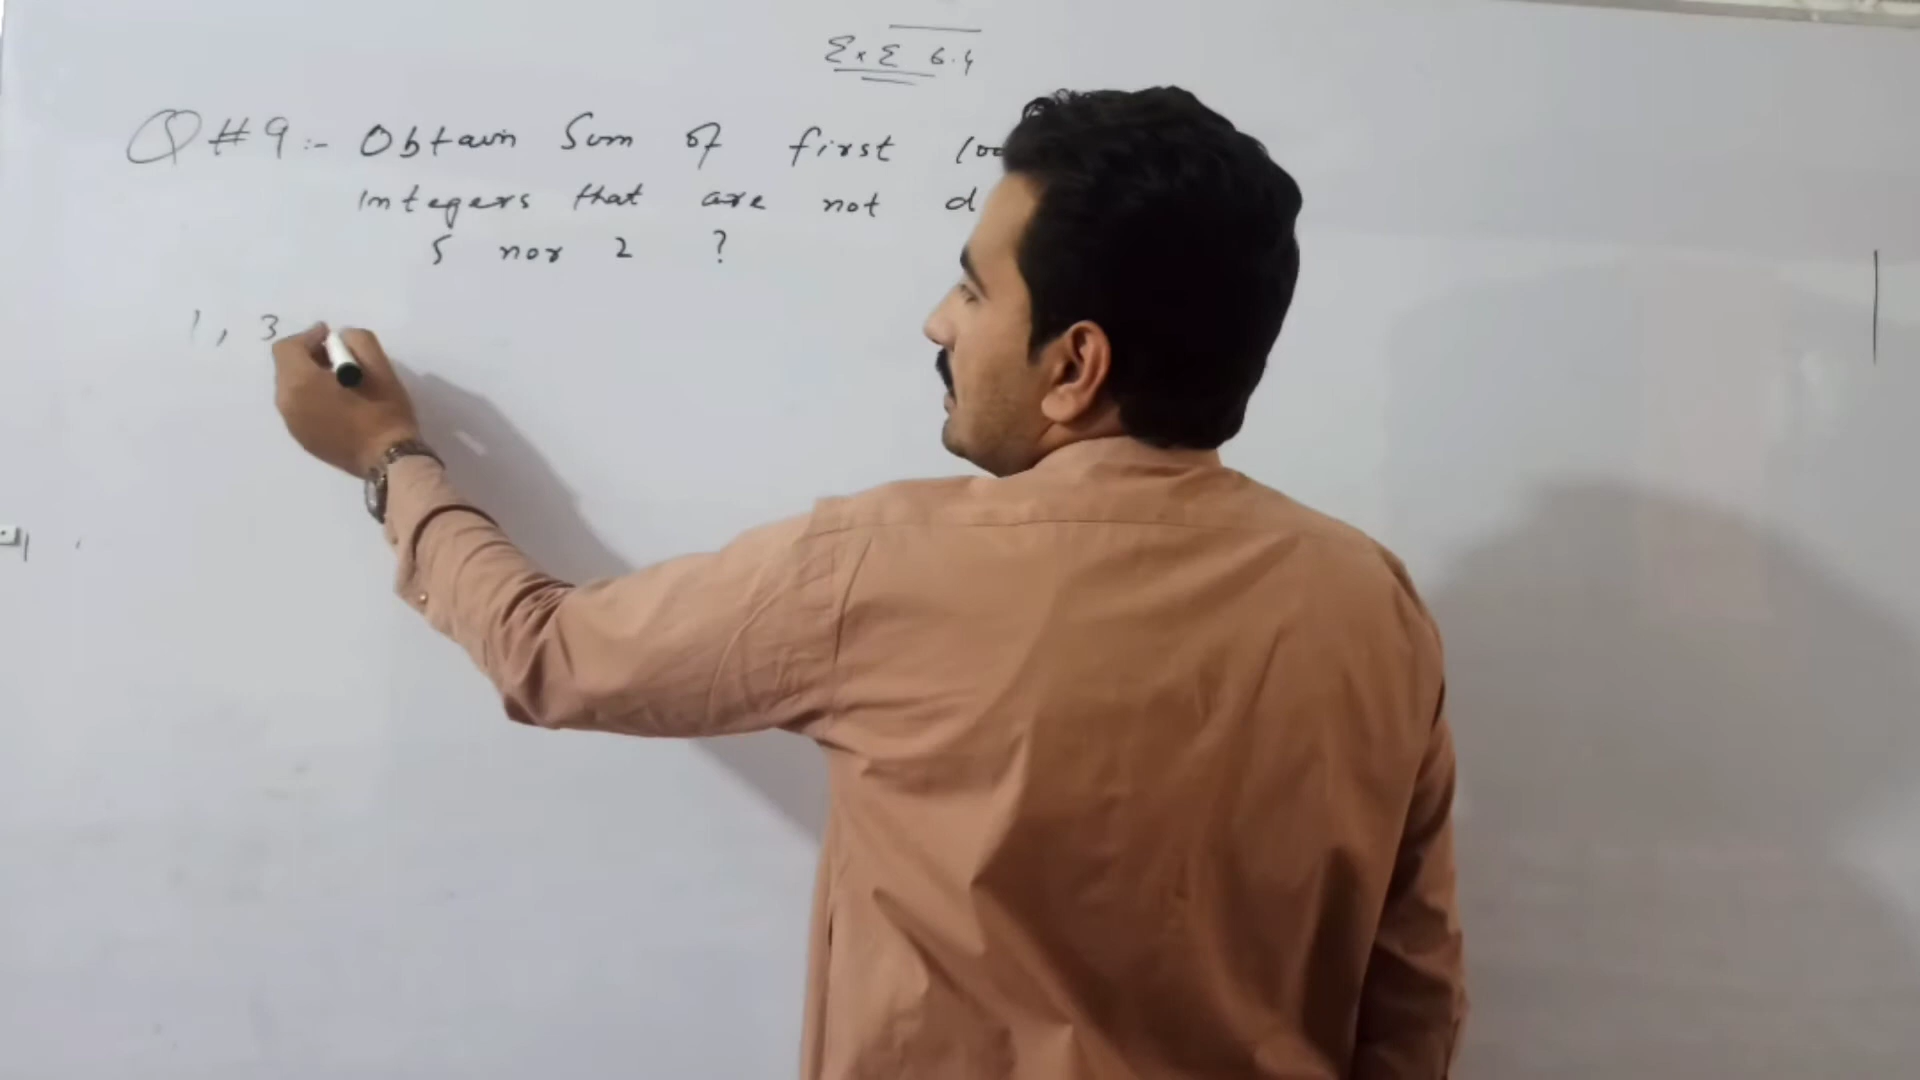 Ex Σ 6.4
Q # 9 :- Obtain Sum of first
integers that are not
5 nor 2 ?
1, 3